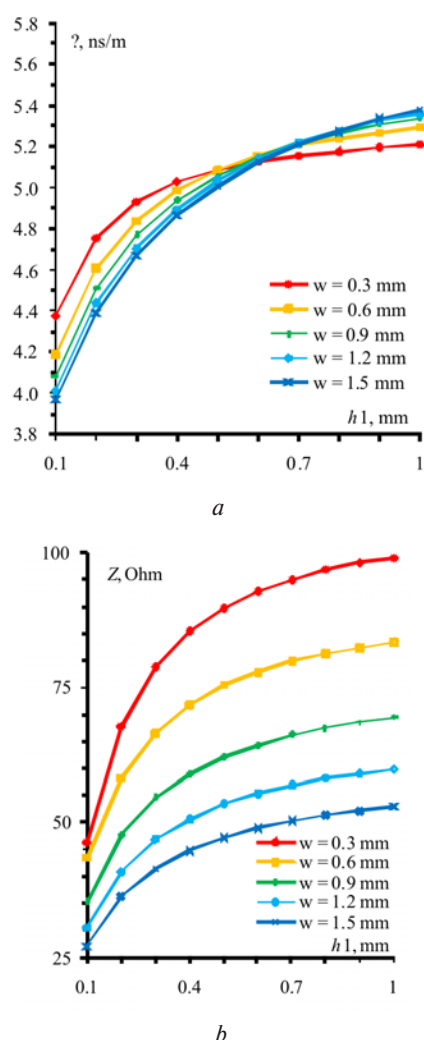 5.8
?, ns/m
5.6
5.4
5.2
5.0
4.8
4.6
4.4
4.2
4.0
3.8
w = 0.3 mm
w = 0.6 mm
w = 0.9 mm
w = 1.2 mm
w = 1.5 mm
h1, mm
0.1 0.4 0.7 1
a
100
Z, Ohm
75
50
25
w = 0.3 mm
w = 0.6 mm
w = 0.9 mm
w = 1.2 mm
w = 1.5 mm
h1, mm
0.1 0.4 0.7 1
b